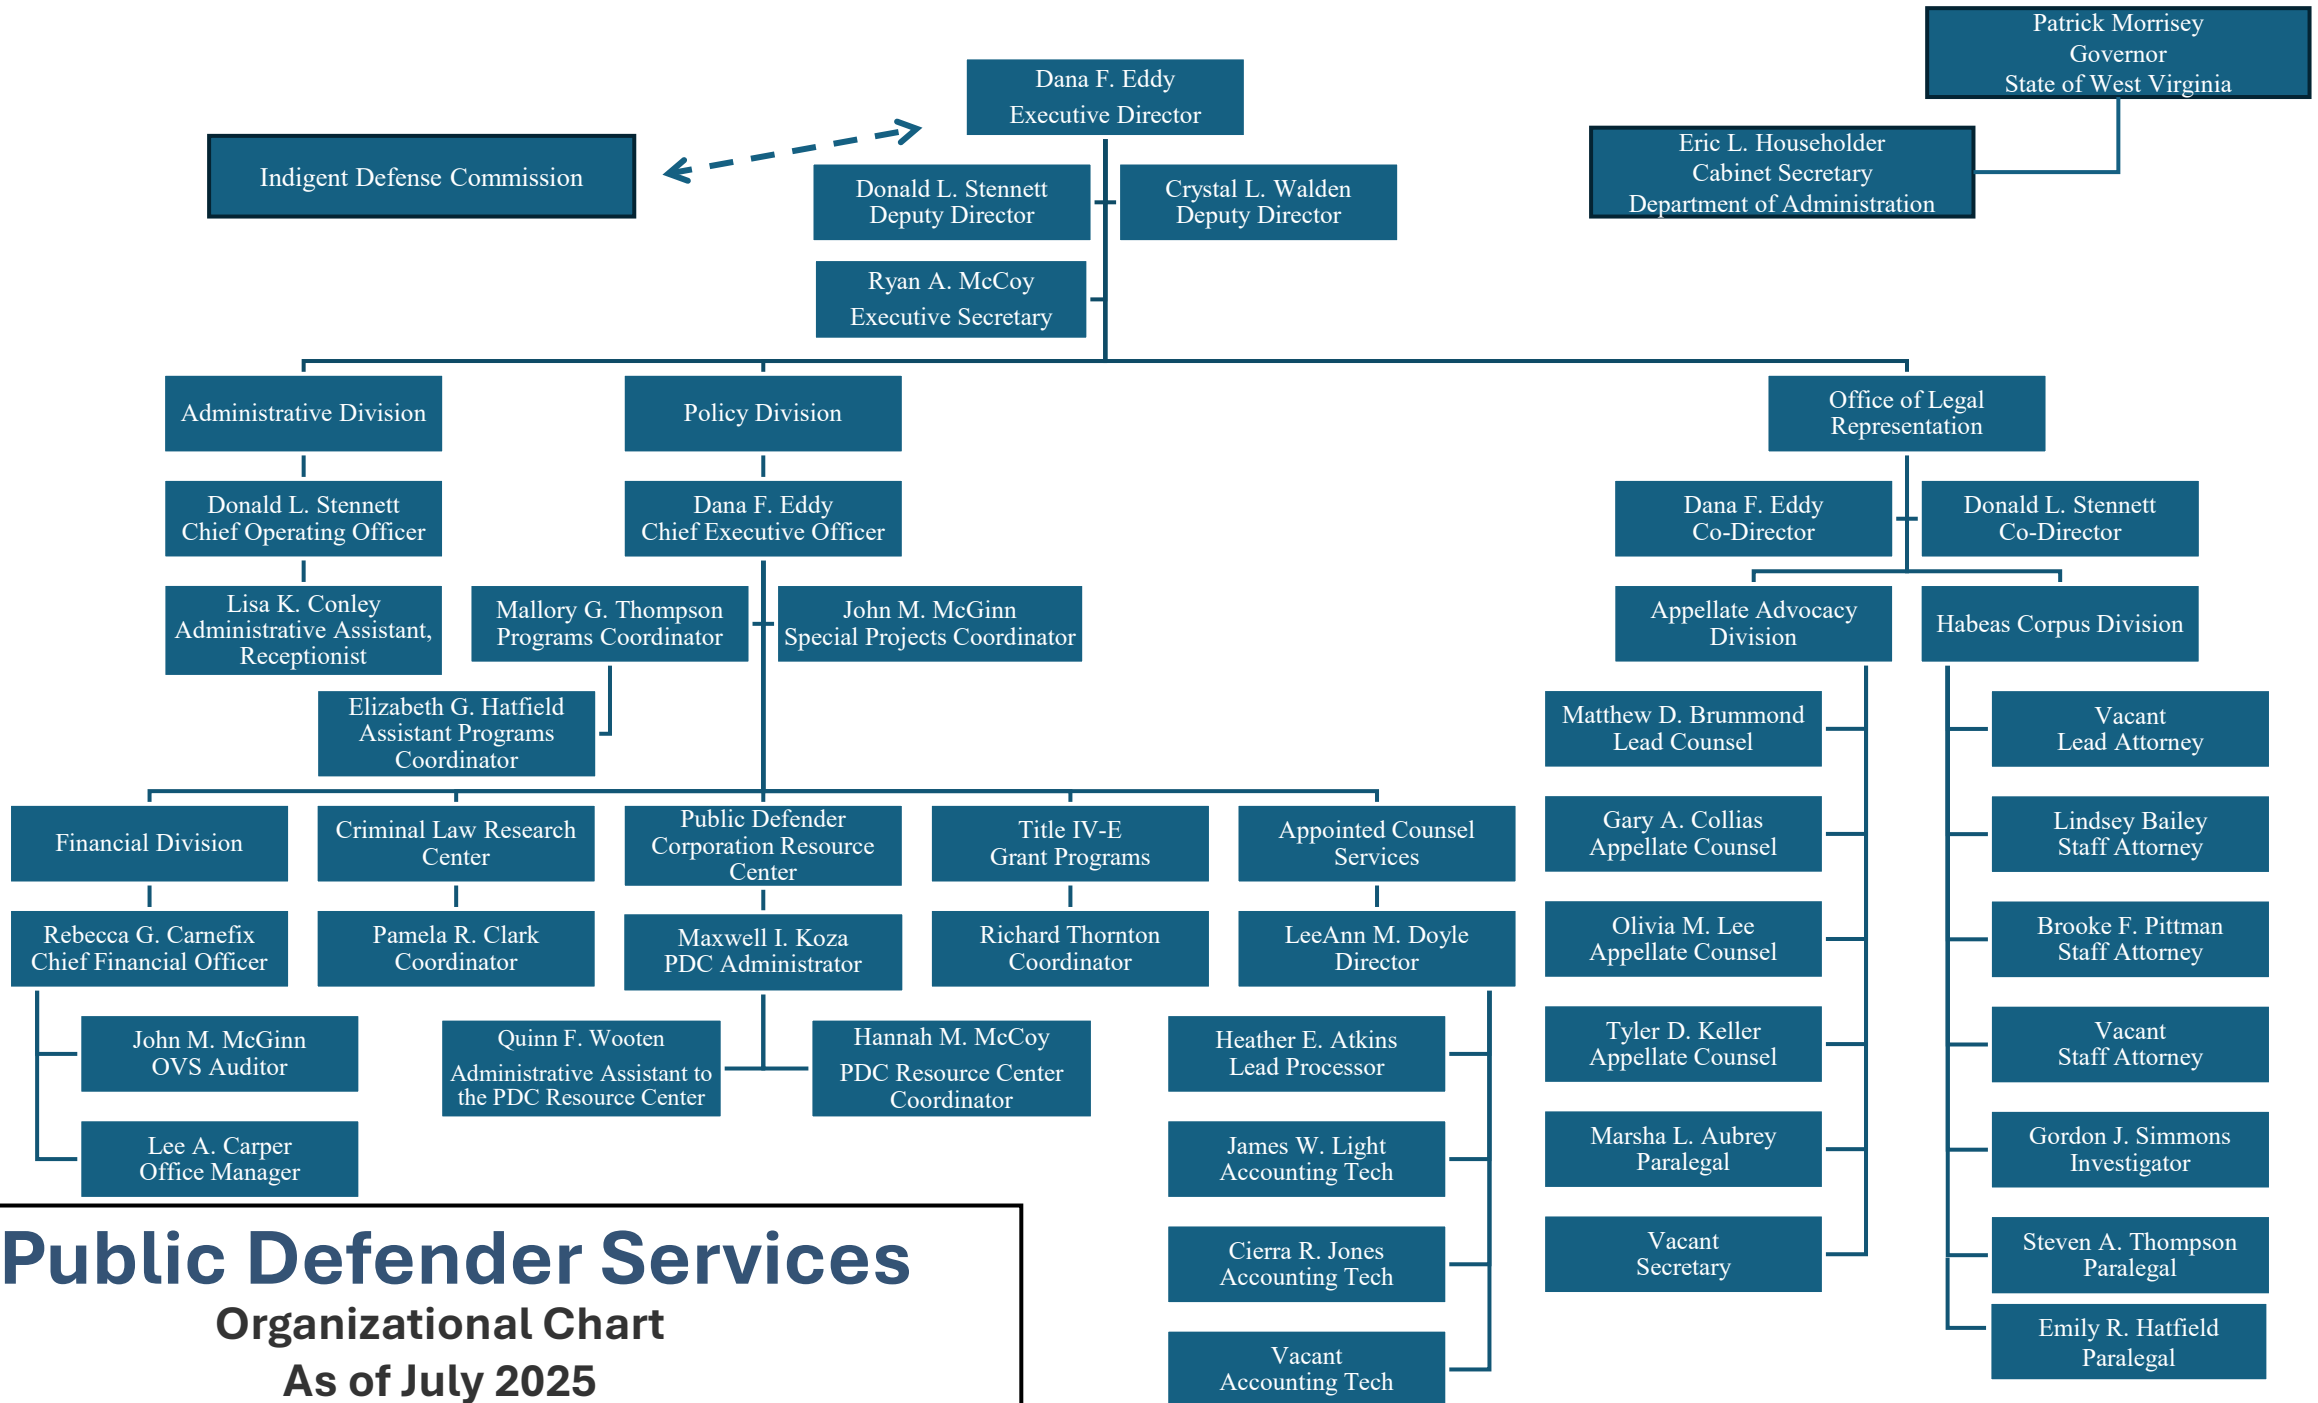 Patrick Morrisey
Governor
State of West Virginia
Dana F. Eddy
Executive Director
Eric L. Householder
Cabinet Secretary
Department of Administration
Indigent Defense Commission
Donald L. Stennett
Deputy Director
Crystal L. Walden
Deputy Director
Ryan A. McCoy
Executive Secretary
Administrative Division
Policy Division
Office of Legal
Representation
Donald L. Stennett
Chief Operating Officer
Dana F. Eddy
Chief Executive Officer
Dana F. Eddy
Co-Director
Donald L. Stennett
Co-Director
Lisa K. Conley
Administrative Assistant,
Receptionist
Mallory G. Thompson
Programs Coordinator
John M. McGinn
Special Projects Coordinator
Appellate Advocacy
Division
Habeas Corpus Division
Elizabeth G. Hatfield
Assistant Programs
Coordinator
Matthew D. Brummond
Lead Counsel
Vacant
Lead Attorney
Financial Division
Criminal Law Research
Center
Public Defender
Corporation Resource
Center
Title IV-E
Grant Programs
Appointed Counsel
Services
Gary A. Collias
Appellate Counsel
Lindsey Bailey
Staff Attorney
Rebecca G. Carnefix
Chief Financial Officer
Pamela R. Clark
Coordinator
Maxwell I. Koza
PDC Administrator
Richard Thornton
Coordinator
LeeAnn M. Doyle
Director
Olivia M. Lee
Appellate Counsel
Brooke F. Pittman
Staff Attorney
John M. McGinn
OVS Auditor
Quinn F. Wooten
Administrative Assistant to
the PDC Resource Center
Hannah M. McCoy
PDC Resource Center
Coordinator
Heather E. Atkins
Lead Processor
Tyler D. Keller
Appellate Counsel
Vacant
Staff Attorney
Lee A. Carper
Office Manager
James W. Light
Accounting Tech
Marsha L. Aubrey
Paralegal
Gordon J. Simmons
Investigator
Cierra R. Jones
Accounting Tech
Vacant
Secretary
Steven A. Thompson
Paralegal
Vacant
Accounting Tech
Emily R. Hatfield
Paralegal
Public Defender Services
Organizational Chart
As of July 2025